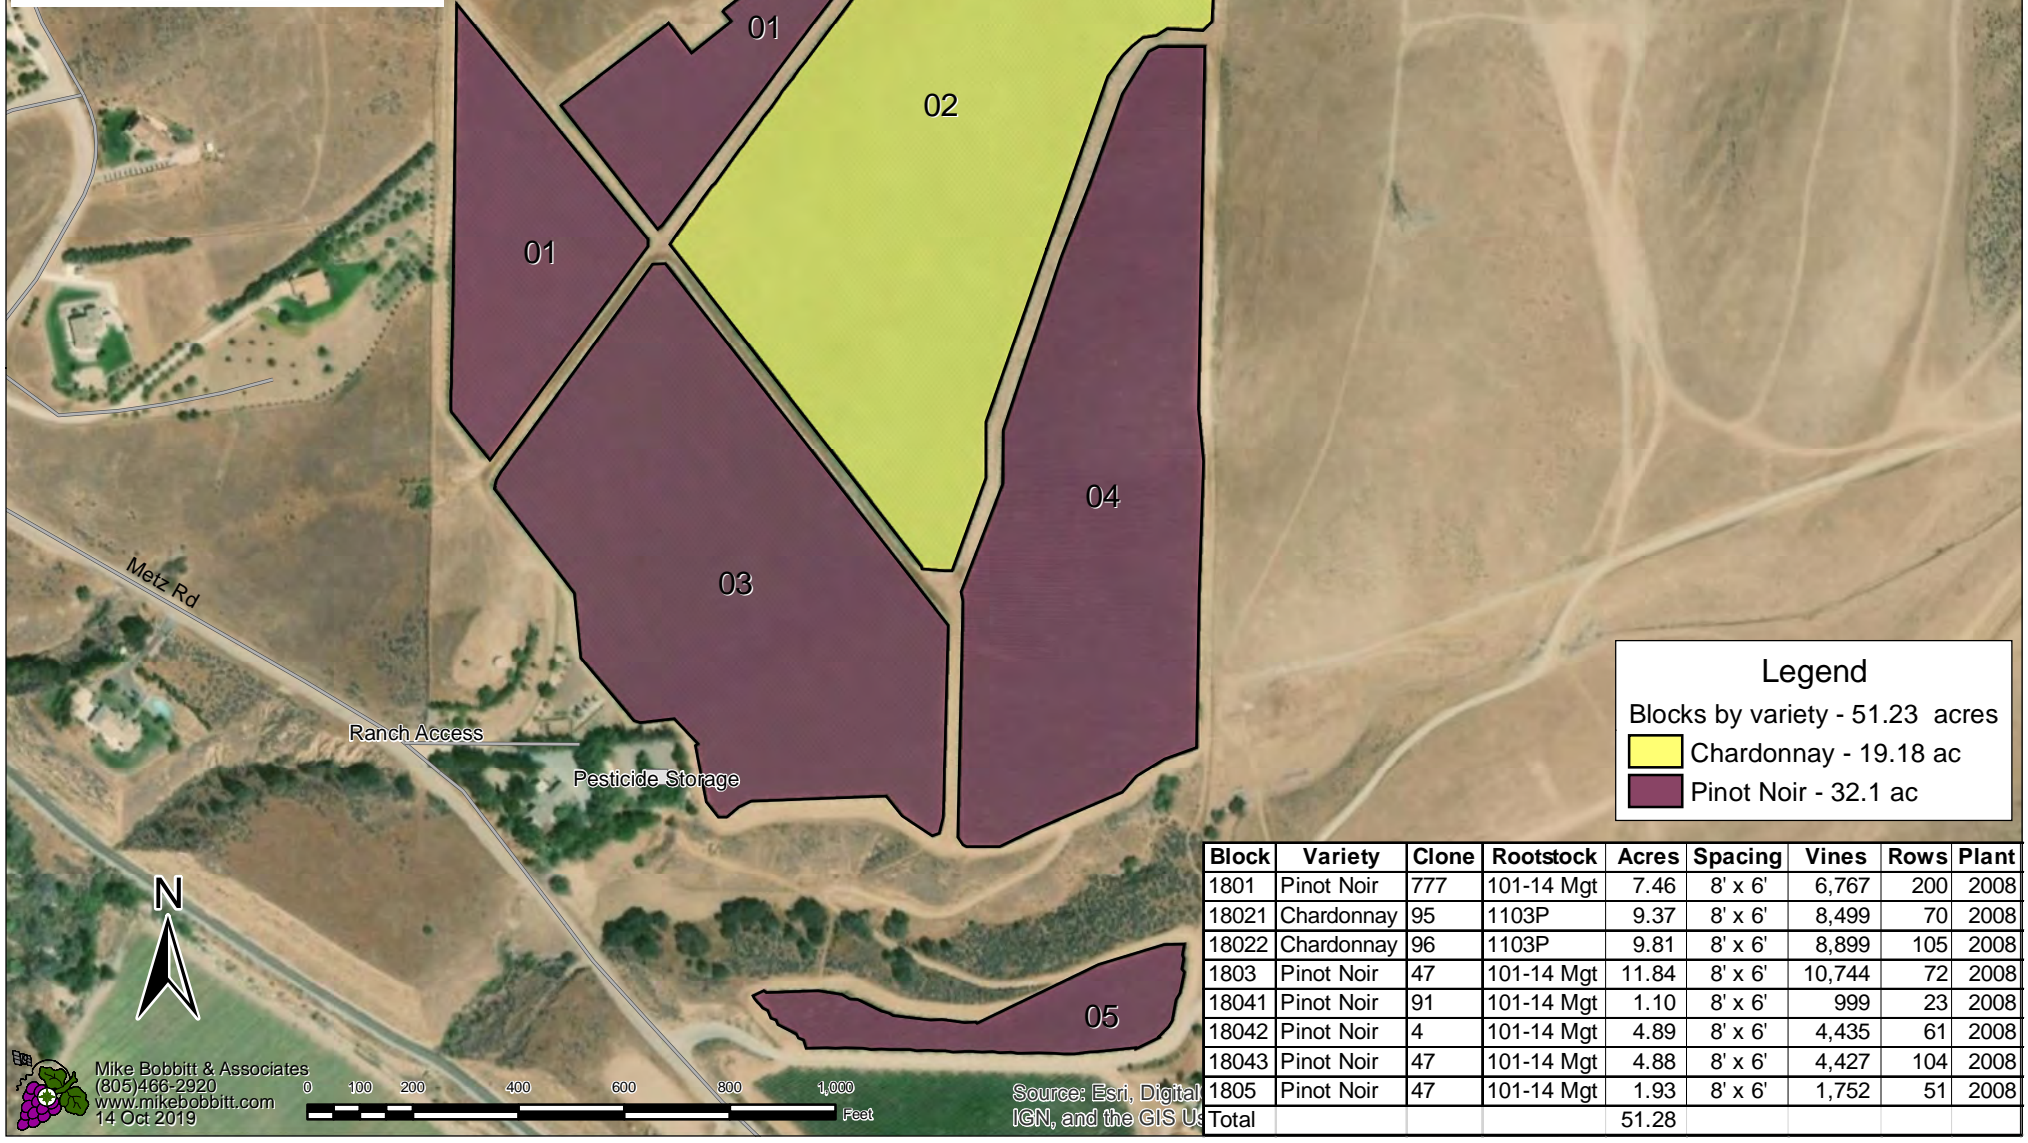 01
02
01
04
03
Metz Rd
Ranch Access
Pesticide Storage
05
N
Legend
Blocks by variety - 51.23 acres
Chardonnay - 19.18 ac
Pinot Noir - 32.1 ac
Block Variety Clone Rootstock Acres Spacing Vines Rows Plant
1801 Pinot Noir 777 101-14 Mgt 7.46 8' x 6' 6,767 200 2008
18021 Chardonnay 95 1103P 9.37 8' x 6' 8,499 70 2008
18022 Chardonnay 96 1103P 9.81 8' x 6' 8,899 105 2008
1803 Pinot Noir 47 101-14 Mgt 11.84 8' x 6' 10,744 72 2008
18041 Pinot Noir 91 101-14 Mgt 1.10 8' x 6' 999 23 2008
18042 Pinot Noir 4 101-14 Mgt 4.89 8' x 6' 4,435 61 2008
18043 Pinot Noir 47 101-14 Mgt 4.88 8' x 6' 4,427 104 2008
1805 Pinot Noir 47 101-14 Mgt 1.93 8' x 6' 1,752 51 2008
Total 51.28
Mike Bobbitt & Associates
(805)466-2920
www.mikebobbitt.com
14 Oct 2019
0 100 200 400 600 800 1,000
Feet
Source: Esri, Digital
IGN, and the GIS Us